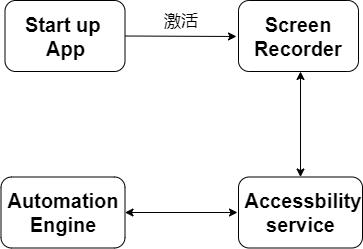 Start up
App
激活
Screen
Recorder
Automation
Engine
Accessbility
service